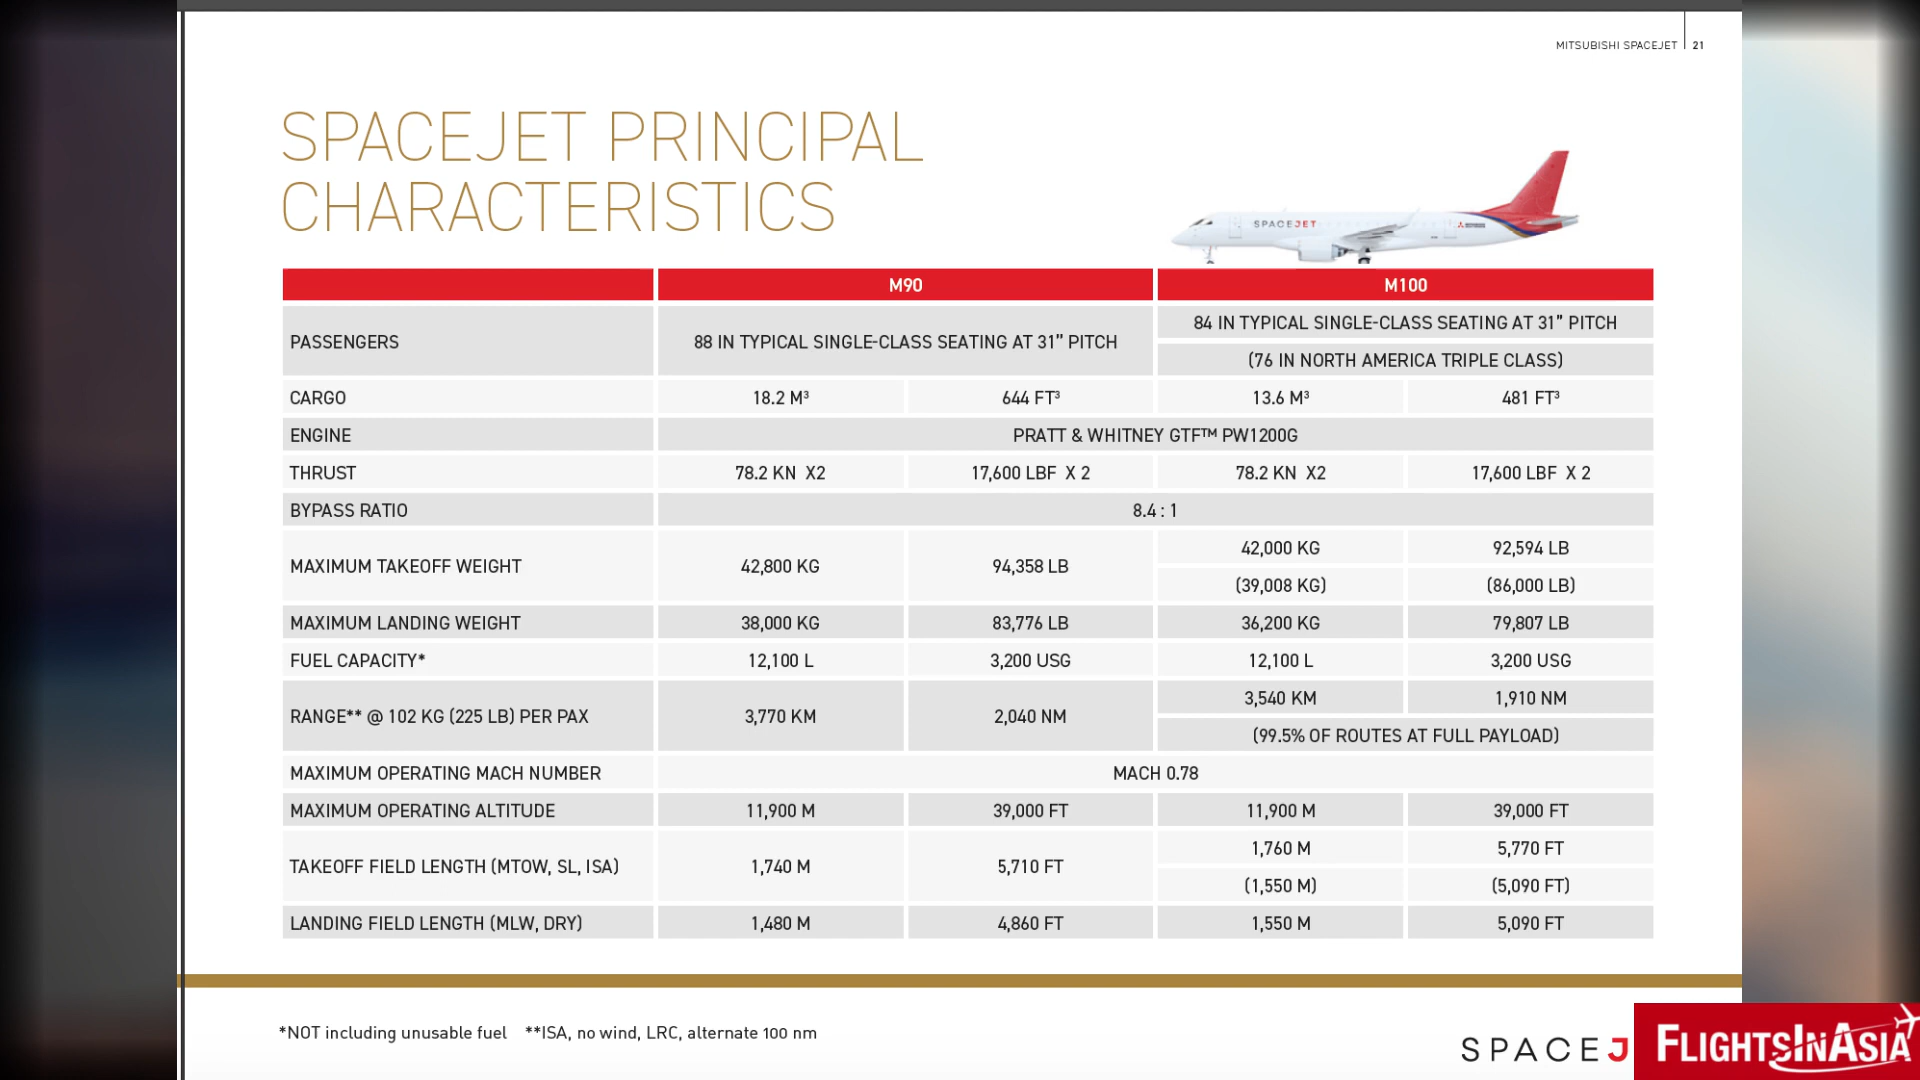 MITSUBISHI SPACEJET 21
SPACEJET PRINCIPAL
CHARACTERISTICS
SPACEJET
M90 M100
PASSENGERS 88 IN TYPICAL SINGLE-CLASS SEATING AT 31” PITCH 84 IN TYPICAL SINGLE-CLASS SEATING AT 31” PITCH
(76 IN NORTH AMERICA TRIPLE CLASS)
CARGO 18.2 M³ 644 FT³ 13.6 M³ 481 FT³
ENGINE PRATT & WHITNEY GTF™ PW1200G
THRUST 78.2 KN X2 17,600 LBF X 2 78.2 KN X2 17,600 LBF X 2
BYPASS RATIO 8.4 : 1
MAXIMUM TAKEOFF WEIGHT 42,800 KG 94,358 LB 42,000 KG 92,594 LB
(39,008 KG) (86,000 LB)
MAXIMUM LANDING WEIGHT 38,000 KG 83,776 LB 36,200 KG 79,807 LB
FUEL CAPACITY* 12,100 L 3,200 USG 12,100 L 3,200 USG
RANGE** @ 102 KG (225 LB) PER PAX 3,770 KM 2,040 NM 3,540 KM 1,910 NM
(99.5% OF ROUTES AT FULL PAYLOAD)
MAXIMUM OPERATING MACH NUMBER MACH 0.78
MAXIMUM OPERATING ALTITUDE 11,900 M 39,000 FT 11,900 M 39,000 FT
TAKEOFF FIELD LENGTH (MTOW, SL, ISA) 1,740 M 5,710 FT 1,760 M 5,770 FT
(1,550 M) (5,090 FT)
LANDING FIELD LENGTH (MLW, DRY) 1,480 M 4,860 FT 1,550 M 5,090 FT
*NOT including unusable fuel **ISA, no wind, LRC, alternate 100 nm
SPACEJ
FLIGHTSINASIA